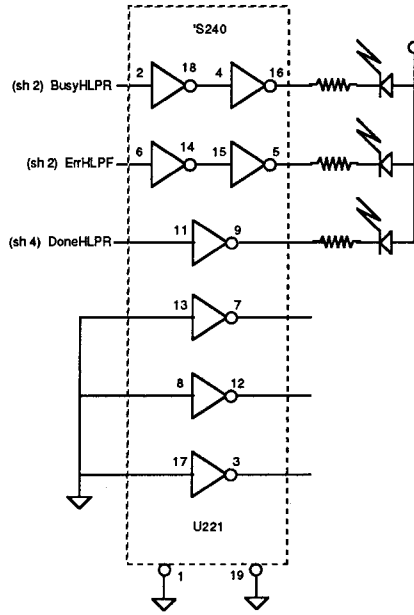 'S240
(sh 2) BusyHLPR 2 18 4 16
(sh 2) ErrHLPF 6 14 15 5
(sh 4) DoneHLPR 11 9
13 7
8 12
17 3
U221
1 19